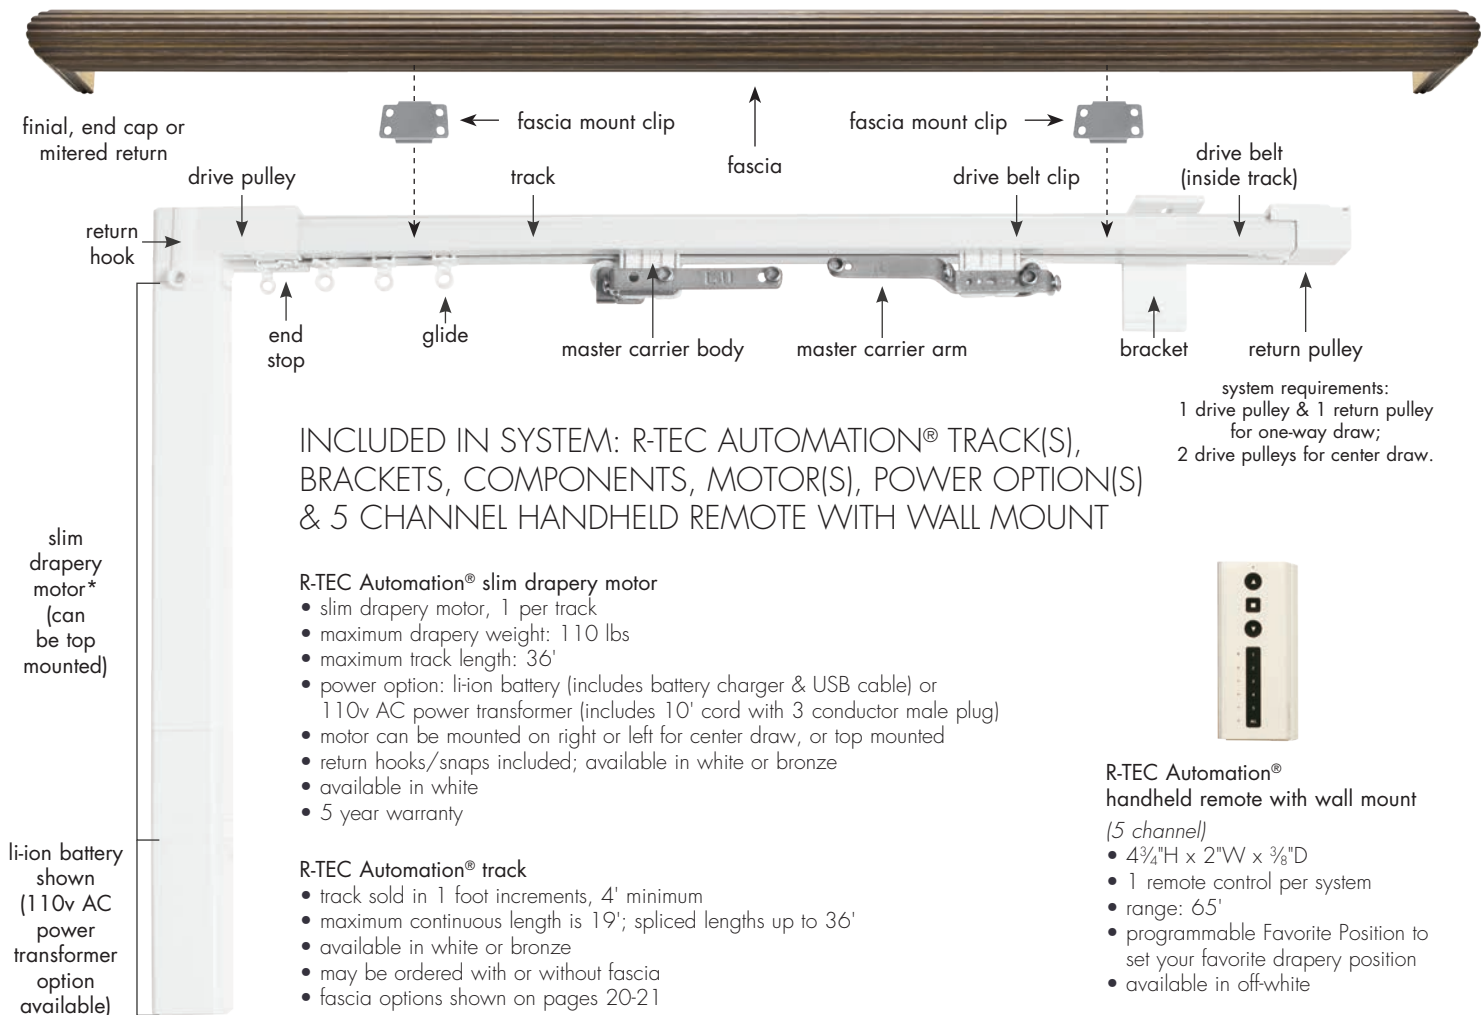 finial, end cap or
mitered return
fascia mount clip
fascia
fascia mount clip
drive pulley
track
drive belt clip
drive belt
(inside track)
return
hook
end
stop
glide
master carrier body
master carrier arm
bracket
return pulley
system requirements:
1 drive pulley & 1 return pulley
for one-way draw;
2 drive pulleys for center draw.
INCLUDED IN SYSTEM: R-TEC AUTOMATION® TRACK(S),
BRACKETS, COMPONENTS, MOTOR(S), POWER OPTION(S)
& 5 CHANNEL HANDHELD REMOTE WITH WALL MOUNT
slim
drapery
motor*
(can
be top
mounted)
li-ion battery
shown
(110v AC
power
transformer
option
available)
R-TEC Automation® slim drapery motor
• slim drapery motor, 1 per track
• maximum drapery weight: 110 lbs
• maximum track length: 36'
• power option: li-ion battery (includes battery charger & USB cable) or
110v AC power transformer (includes 10' cord with 3 conductor male plug)
• motor can be mounted on right or left for center draw, or top mounted
• return hooks/snaps included; available in white or bronze
• available in white
• 5 year warranty
R-TEC Automation® track
• track sold in 1 foot increments, 4' minimum
• maximum continuous length is 19'; spliced lengths up to 36'
• available in white or bronze
• may be ordered with or without fascia
• fascia options shown on pages 20-21
R-TEC Automation®
handheld remote with wall mount
(5 channel)
• 4¾"H x 2"W x ⅜"D
• 1 remote control per system
• range: 65'
• programmable Favorite Position to
set your favorite drapery position
• available in off-white